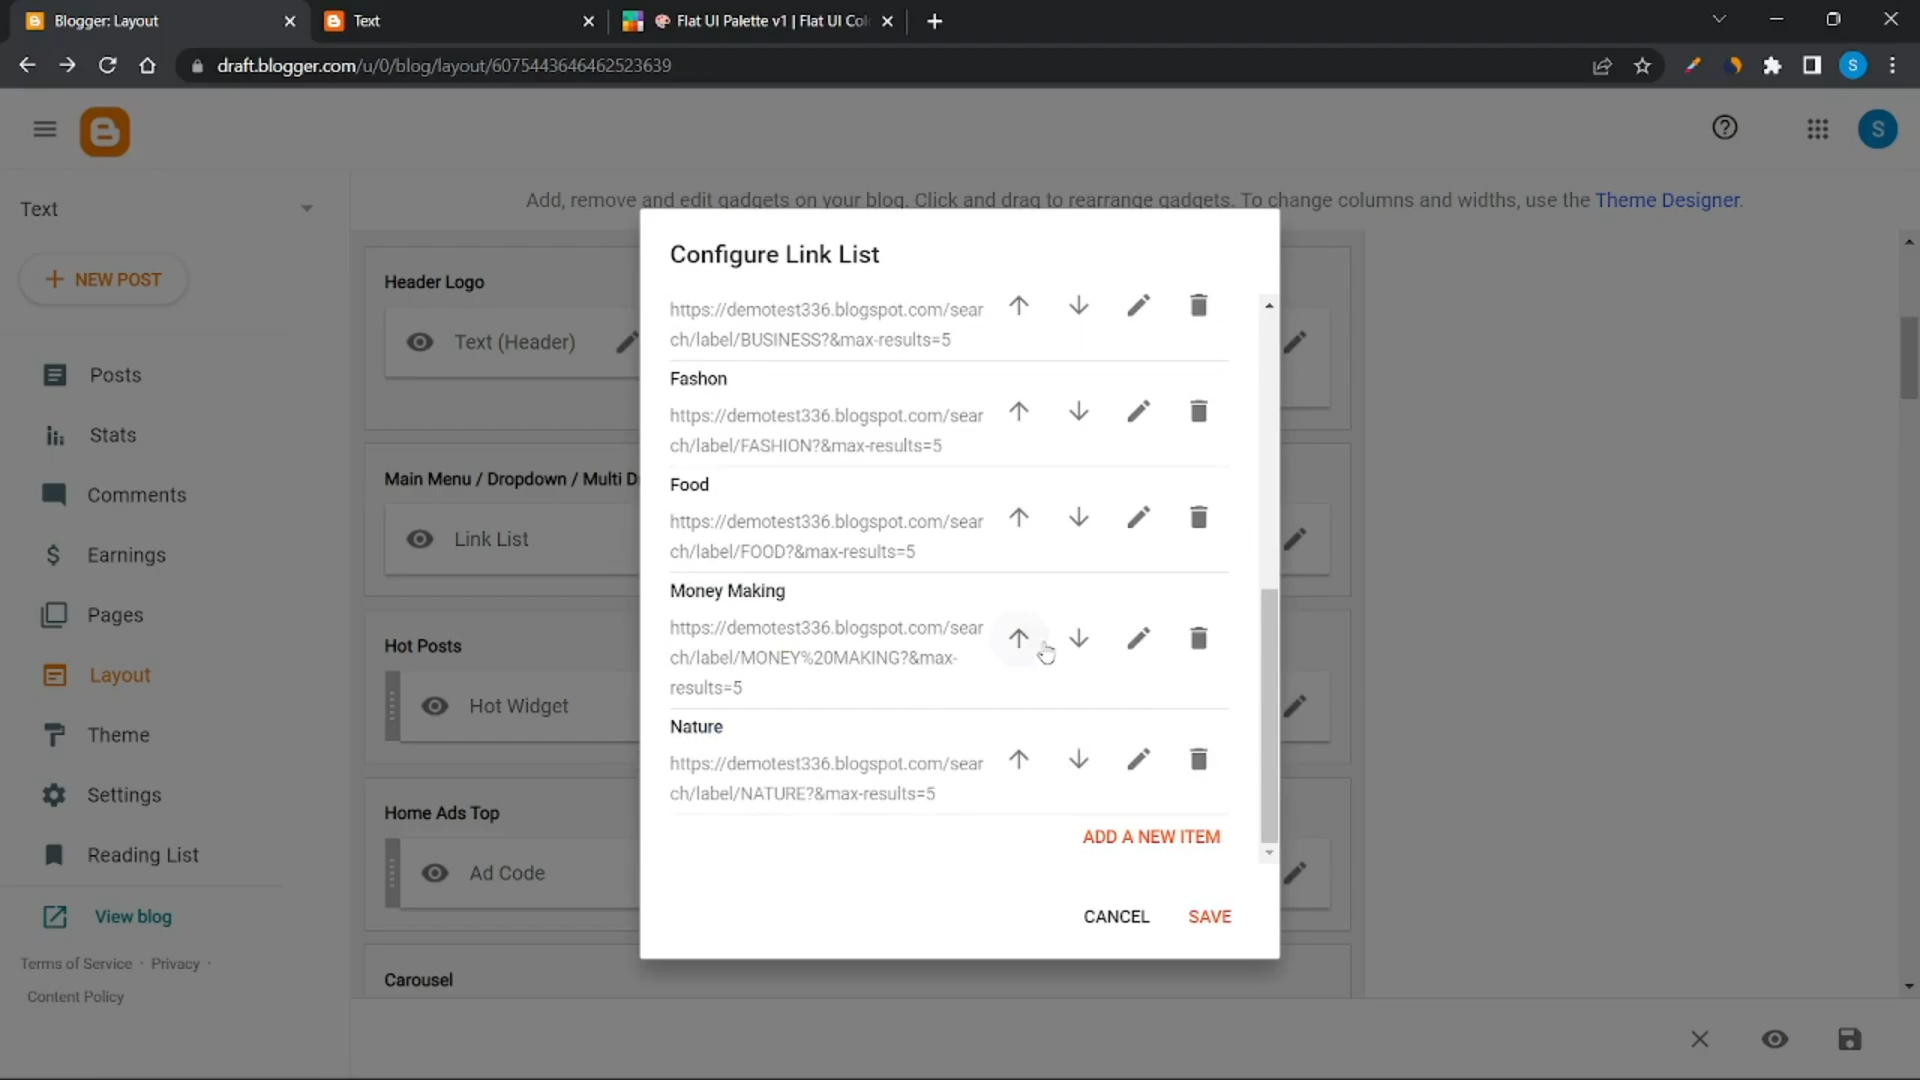 Blogger: Layout
Text
Flat UI Palette v1 | Flat UI Col
draft.blogger.com/u/0/blog/layout/6075443646462523639
S
S
Text
NEW POST
Posts
Stats
Comments
Earnings
Pages
Layout
Theme
Settings
Reading List
View blog
Terms of Service · Privacy ·
Content Policy
Add, remove and edit gadgets on your blog. Click and drag to rearrange gadgets. To change columns and widths, use the Theme Designer.
Header Logo
Text (Header)
Main Menu / Dropdown / Multi D
Link List
Hot Posts
Hot Widget
Home Ads Top
Ad Code
Carousel
Configure Link List
https://demotest336.blogspot.com/sear
ch/label/BUSINESS?&max-results=5
Fashon
https://demotest336.blogspot.com/sear
ch/label/FASHION?&max-results=5
Food
https://demotest336.blogspot.com/sear
ch/label/FOOD?&max-results=5
Money Making
https://demotest336.blogspot.com/sear
ch/label/MONEY%20MAKING?&max-
results=5
Nature
https://demotest336.blogspot.com/sear
ch/label/NATURE?&max-results=5
ADD A NEW ITEM
CANCEL SAVE